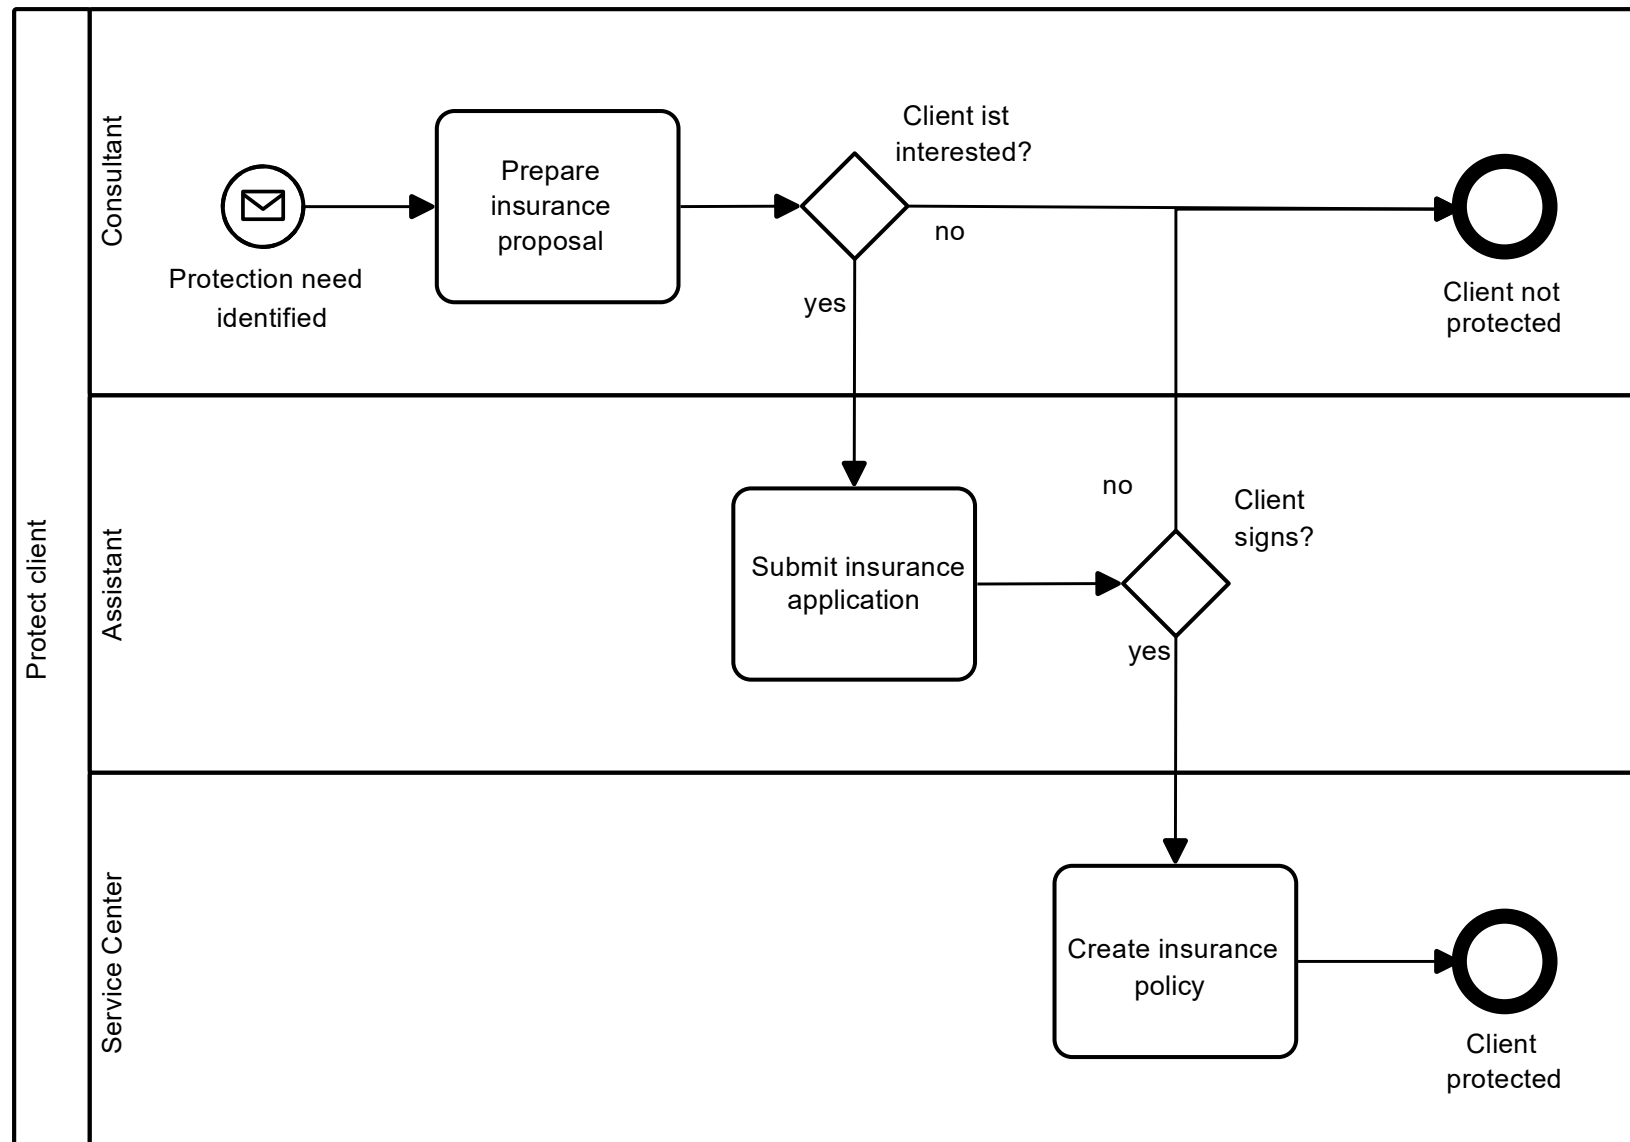 Protect client
Consultant
Protection need
identified
Prepare
insurance
proposal
Client ist
interested?
no
yes
Client not
protected
Assistant
Submit insurance
application
no
Client
signs?
yes
Service Center
Create insurance
policy
Client
protected